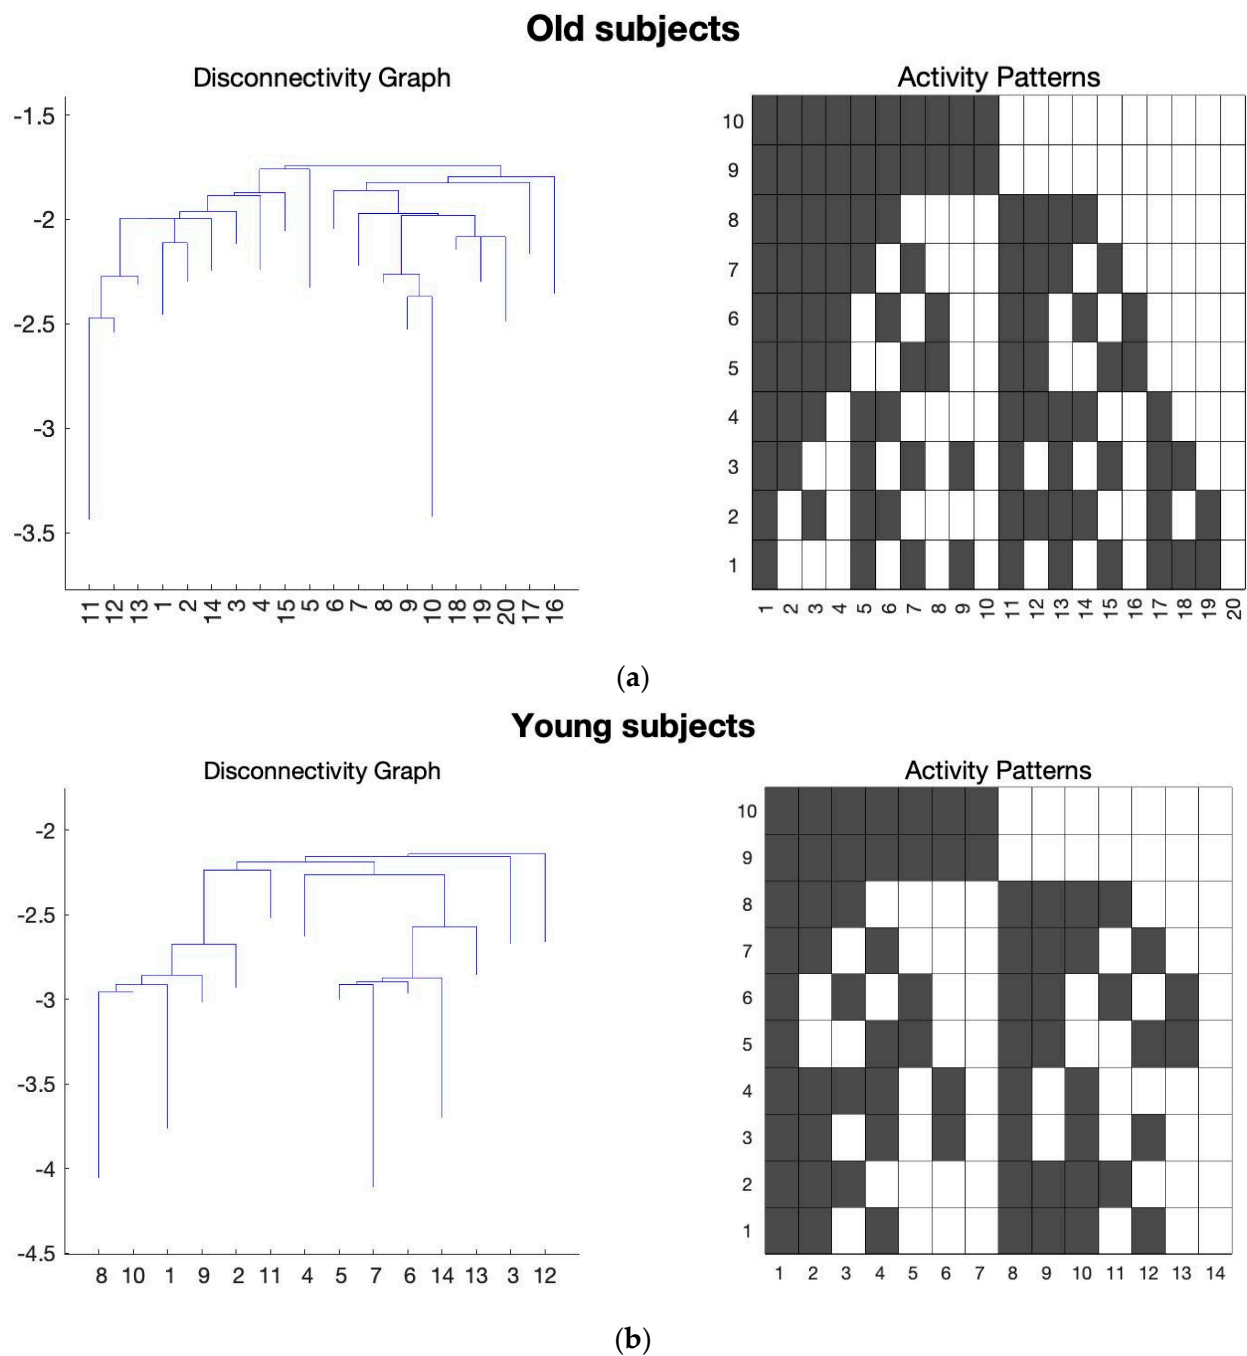 Old subjects
Disconnectivity Graph
-1.5
-2
-2.5
-3
-3.5
11 12 13 1 2 14 3 4 15 5 6 7 8 9 10 18 19 20 17 16
Activity Patterns
10
9
8
7
6
5
4
3
2
1
1 2 3 4 5 6 7 8 9 10 11 12 13 14 15 16 17 18 19 20
(a)
Young subjects
Disconnectivity Graph
-2
-2.5
-3
-3.5
-4
-4.5
8 10 1 9 2 11 4 5 7 6 14 13 3 12
Activity Patterns
10
9
8
7
6
5
4
3
2
1
1 2 3 4 5 6 7 8 9 10 11 12 13 14
(b)